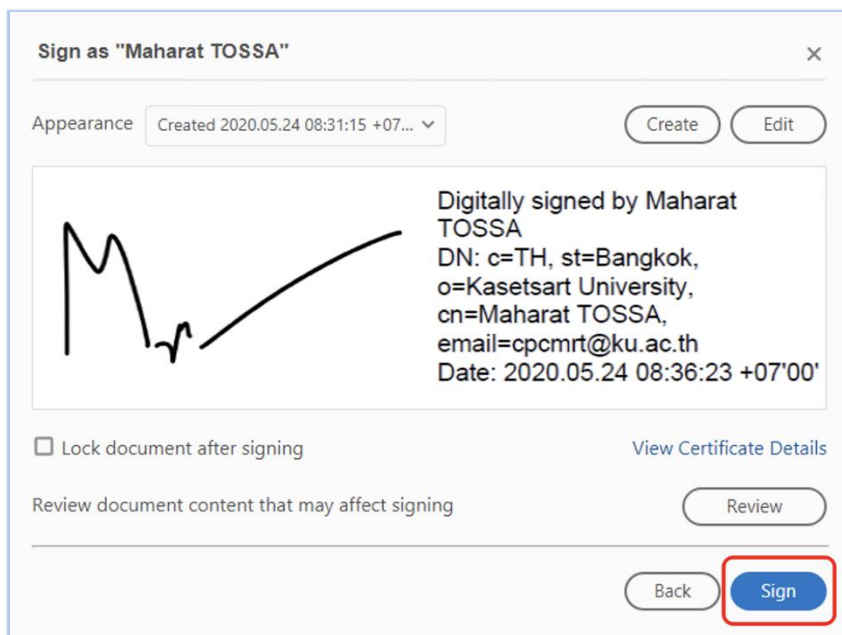 Sign as "Maharat TOSSA"
Appearance
Created 2020.05.24 08:31:15 +07...
Create
Edit
Digitally signed by Maharat
TOSSA
DN: c=TH, st=Bangkok,
o=Kasetsart University,
cn=Maharat TOSSA,
email=cpcmrt@ku.ac.th
Date: 2020.05.24 08:36:23 +07'00'
Lock document after signing
View Certificate Details
Review document content that may affect signing
Review
Back
Sign